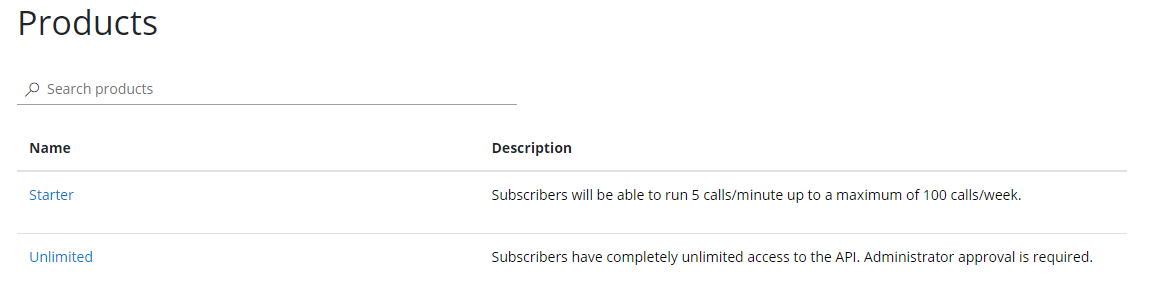 Products
Search products
Name Description
Starter Subscribers will be able to run 5 calls/minute up to a maximum of 100 calls/week.
Unlimited Subscribers have completely unlimited access to the API. Administrator approval is required.